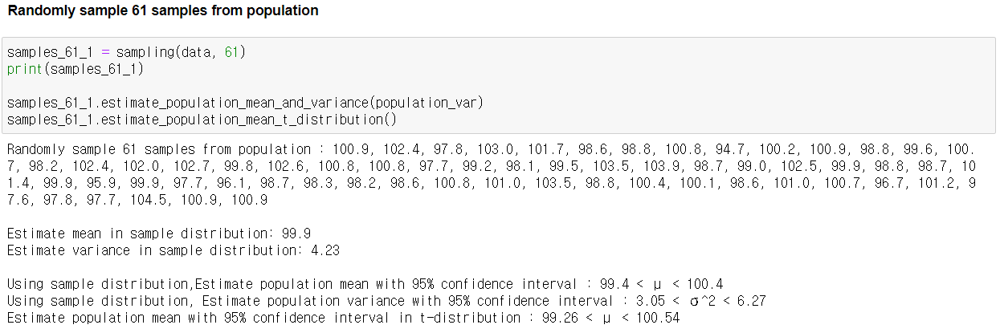 Randomly sample 61 samples from population
samples_61_1 = sampling(data, 61)
print(samples_61_1)
samples_61_1.estimate_population_mean_and_variance(population_var)
samples_61_1.estimate_population_mean_t_distribution()
Randomly sample 61 samples from population : 100.9, 102.4, 97.8, 103.0, 101.7, 98.6, 98.8, 100.8, 94.7, 100.2, 100.9, 98.8, 99.6, 100.
7, 98.2, 102.4, 102.0, 102.7, 99.8, 102.6, 100.8, 100.8, 97.7, 99.2, 98.1, 99.5, 103.5, 103.9, 98.7, 99.0, 102.5, 99.9, 98.8, 98.7, 10
1.4, 99.9, 95.9, 99.9, 97.7, 96.1, 98.7, 98.3, 98.2, 98.6, 100.8, 101.0, 103.5, 98.8, 100.4, 100.1, 98.6, 101.0, 100.7, 96.7, 101.2, 9
7.6, 97.8, 97.7, 104.5, 100.9, 100.9
Estimate mean in sample distribution: 99.9
Estimate variance in sample distribution: 4.23
Using sample distribution,Estimate population mean with 95% confidence interval : 99.4 < μ < 100.4
Using sample distribution, Estimate population variance with 95% confidence interval : 3.05 < σ^2 < 6.27
Estimate population mean with 95% confidence interval in t-distribution : 99.26 < μ < 100.54